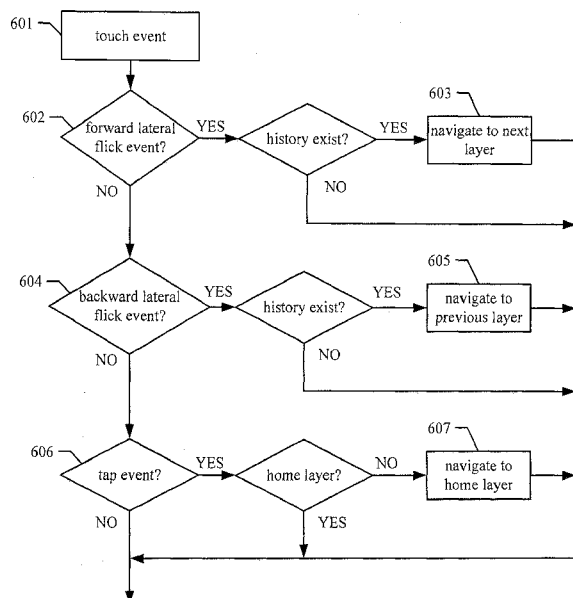 601
touch event
602
forward lateral
flick event?
YES
history exist?
YES
603
navigate to next
layer
NO
NO
604
backward lateral
flick event?
YES
history exist?
YES
605
navigate to
previous layer
NO
NO
606
tap event?
YES
home layer?
NO
607
navigate to
home layer
NO
YES